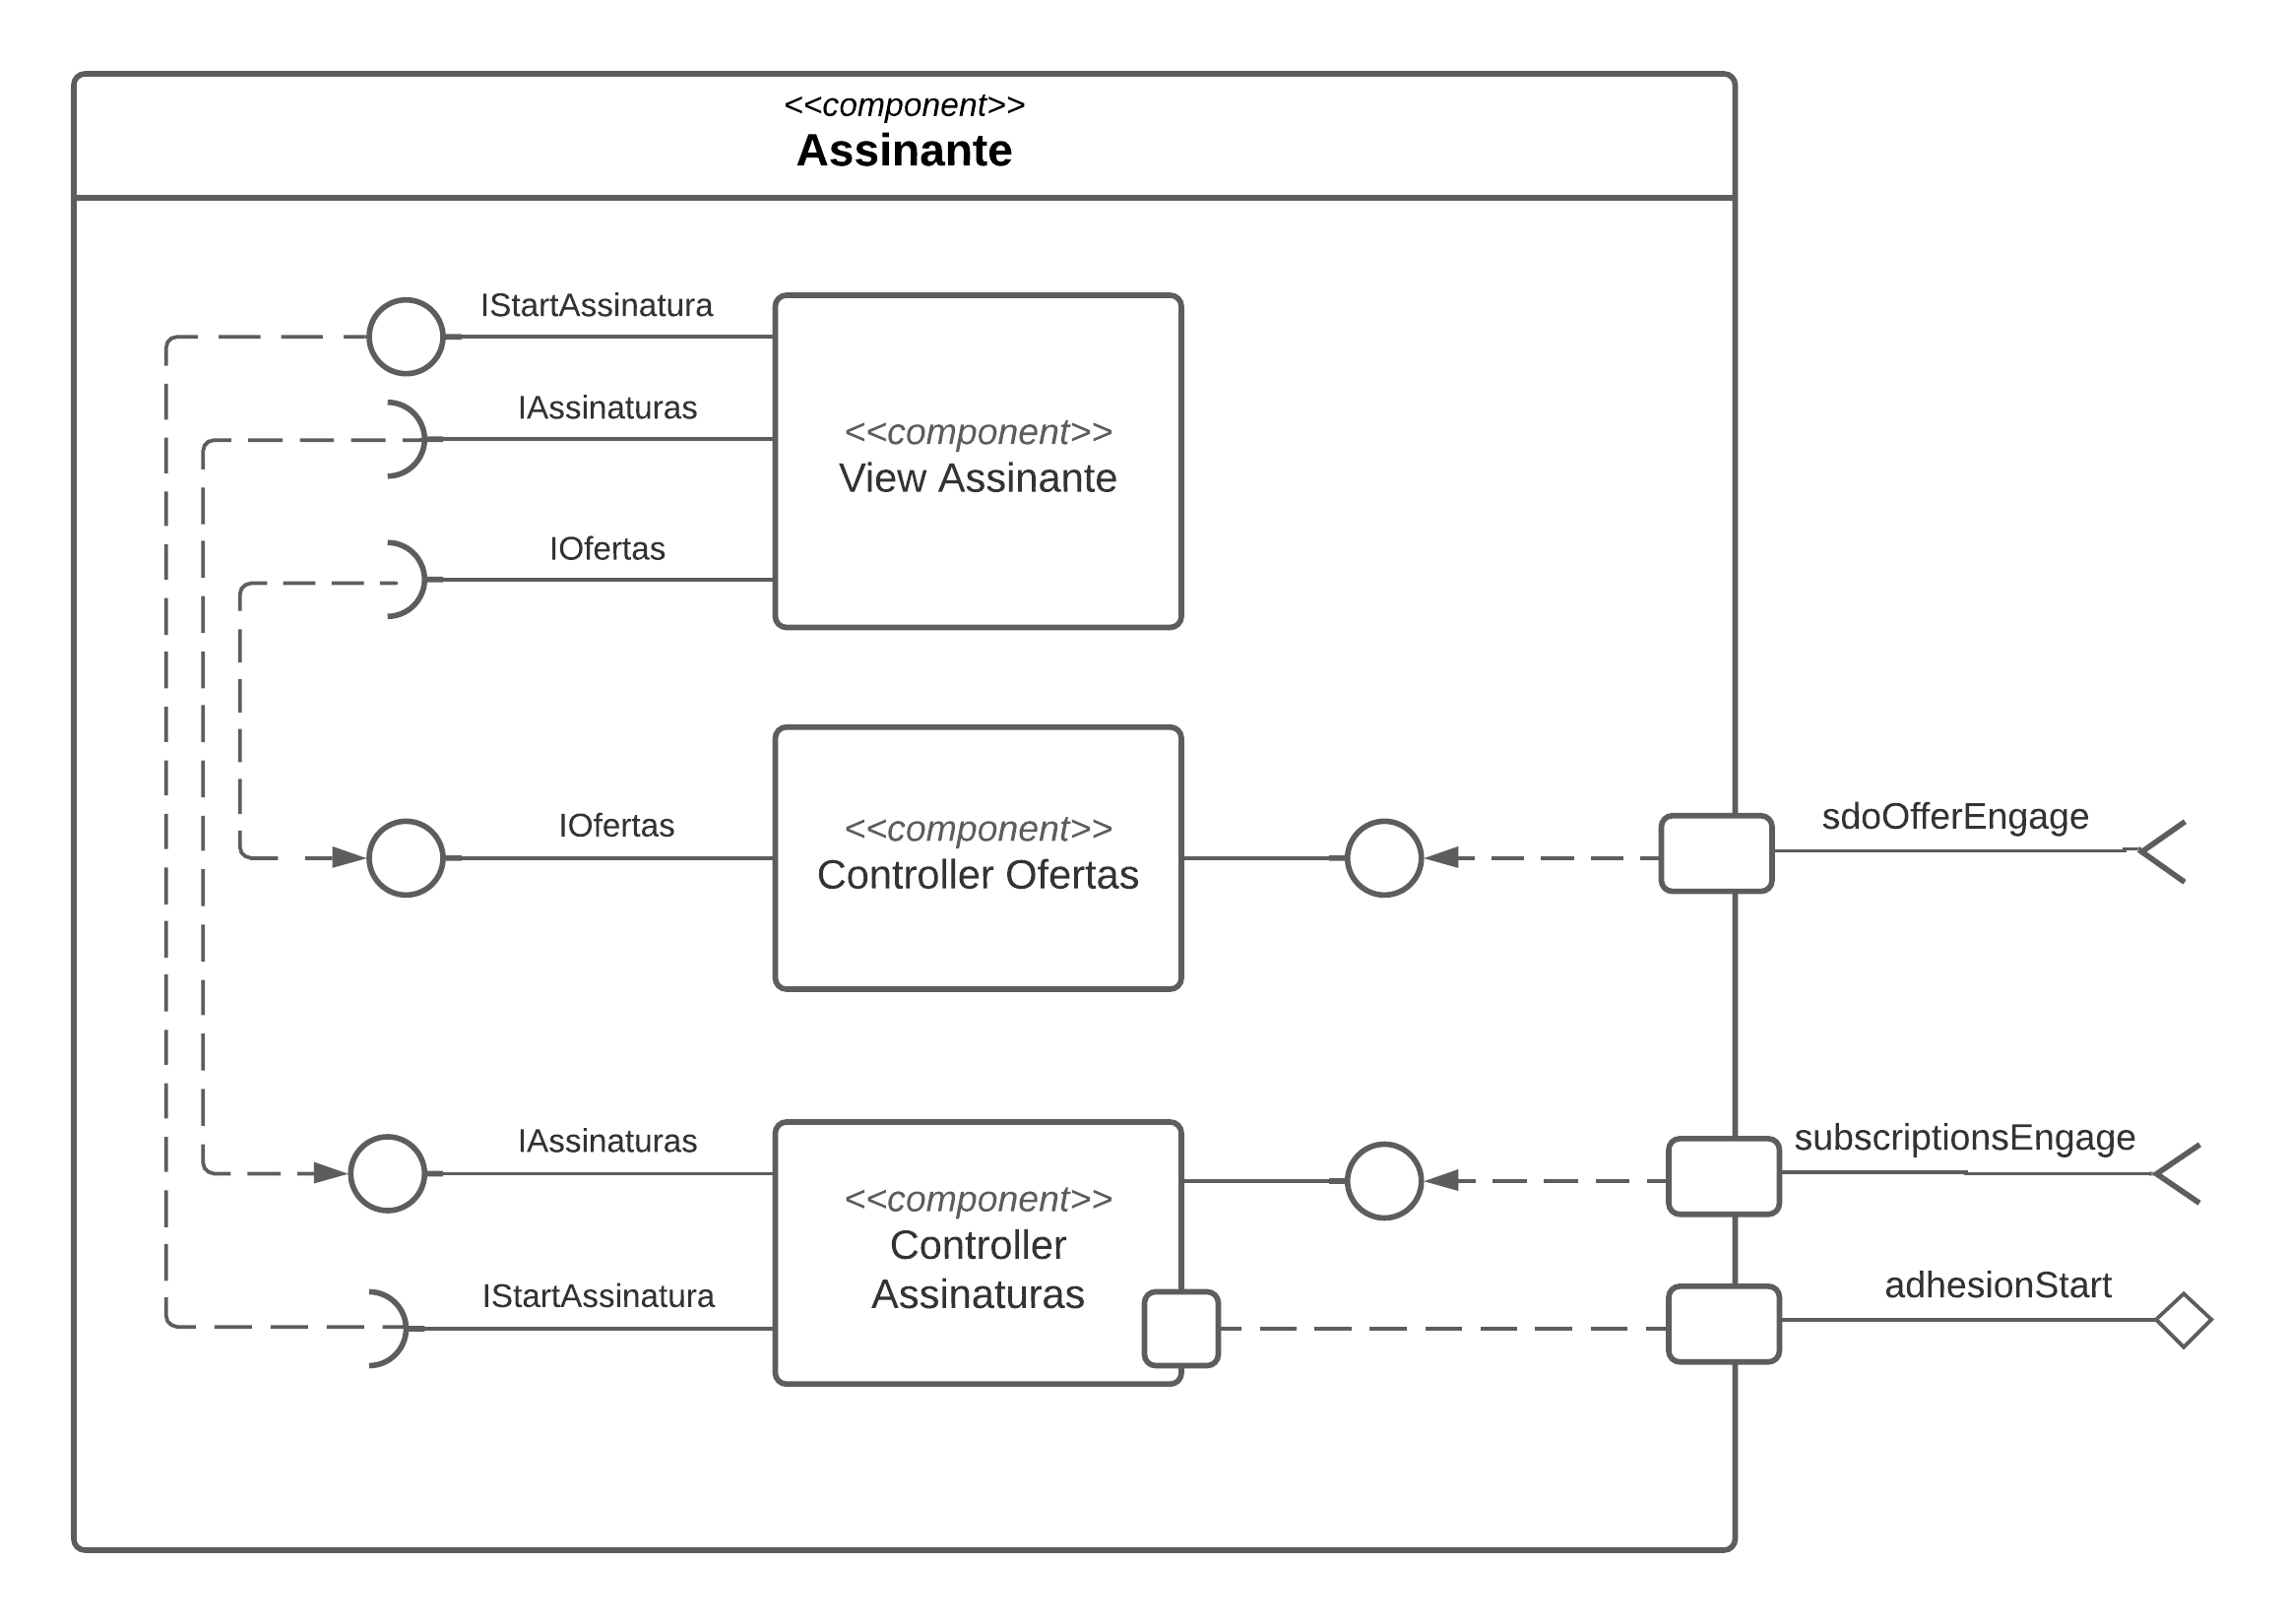 <<component>>
Assinante
IStartAssinatura
IAssinaturas
<<component>>
View Assinante
IOfertas
IOfertas
<<component>>
Controller Ofertas
sdoOfferEngage
IAssinaturas
<<component>>
Controller
Assinaturas
subscriptionsEngage
IStartAssinatura
adhesionStart